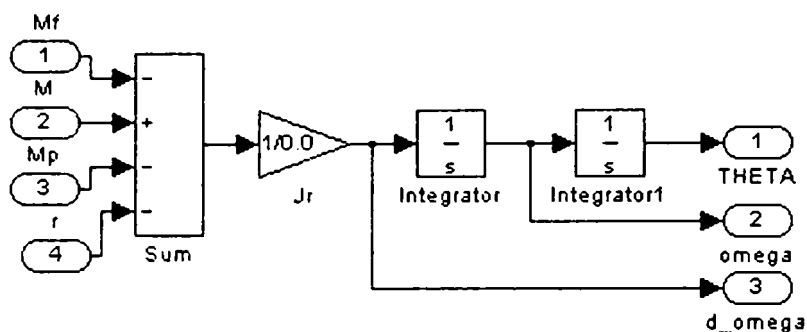 Mf
1
-
M
2
+
Mp
3
-
r
4
-
Sum
1/0.0
Jr
1
s
Integrator
1
s
Integrator1
1
THETA
2
omega
3
d_omega